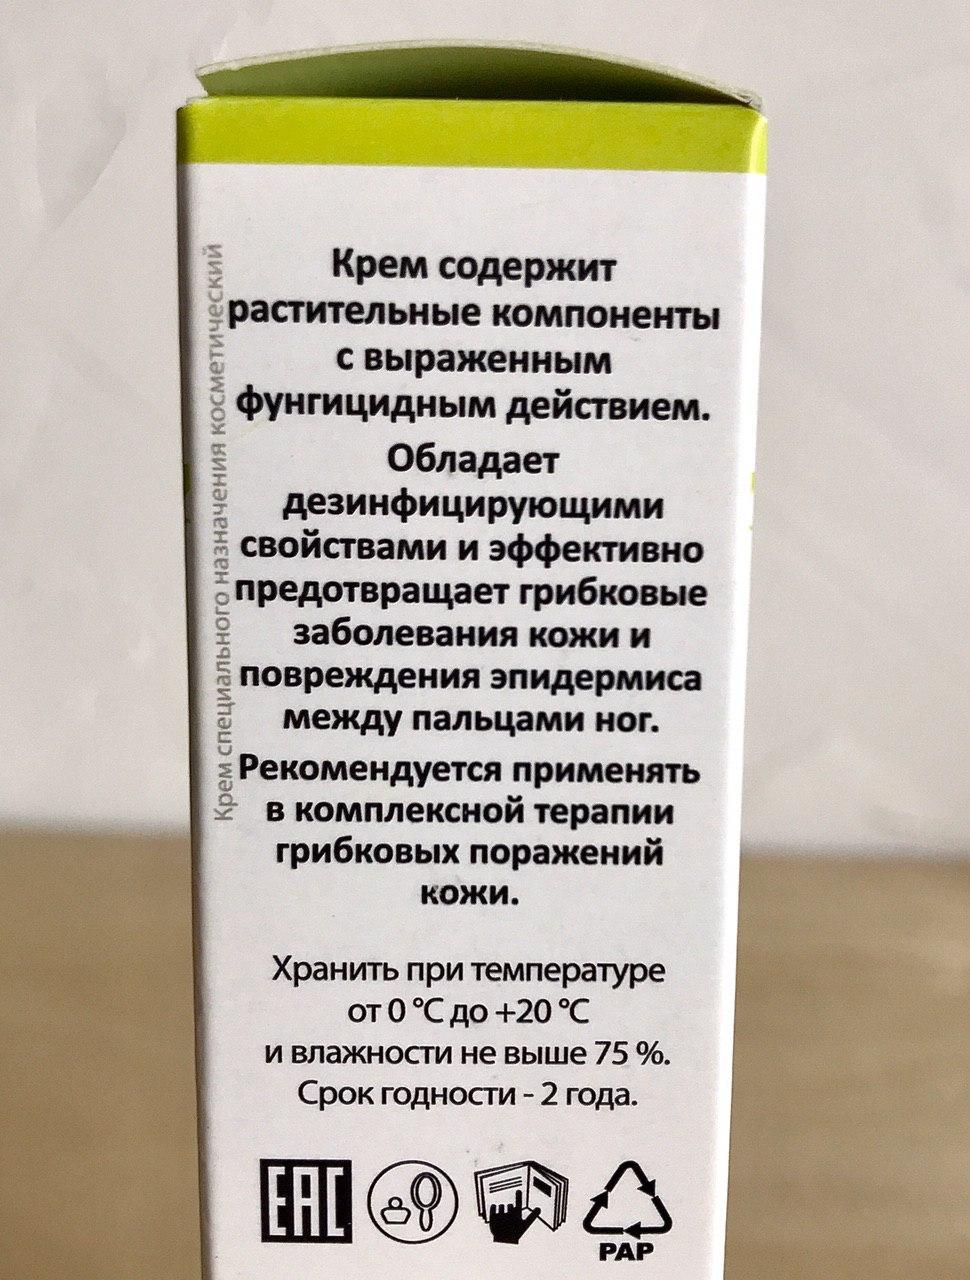 Крем содержит
растительные компоненты
с выраженным
фунгицидным действием.
Обладает
дезинфицирующими
свойствами и эффективно
предотвращает грибковые
заболевания кожи и
повреждения эпидермиса
между пальцами ног.
Рекомендуется применять
в комплексной терапии
грибковых поражений
кожи.
Хранить при температуре
от 0 °C до +20 °C
и влажности не выше 75 %.
Срок годности - 2 года.
Крем специального назначения косметический
EAC
PAP